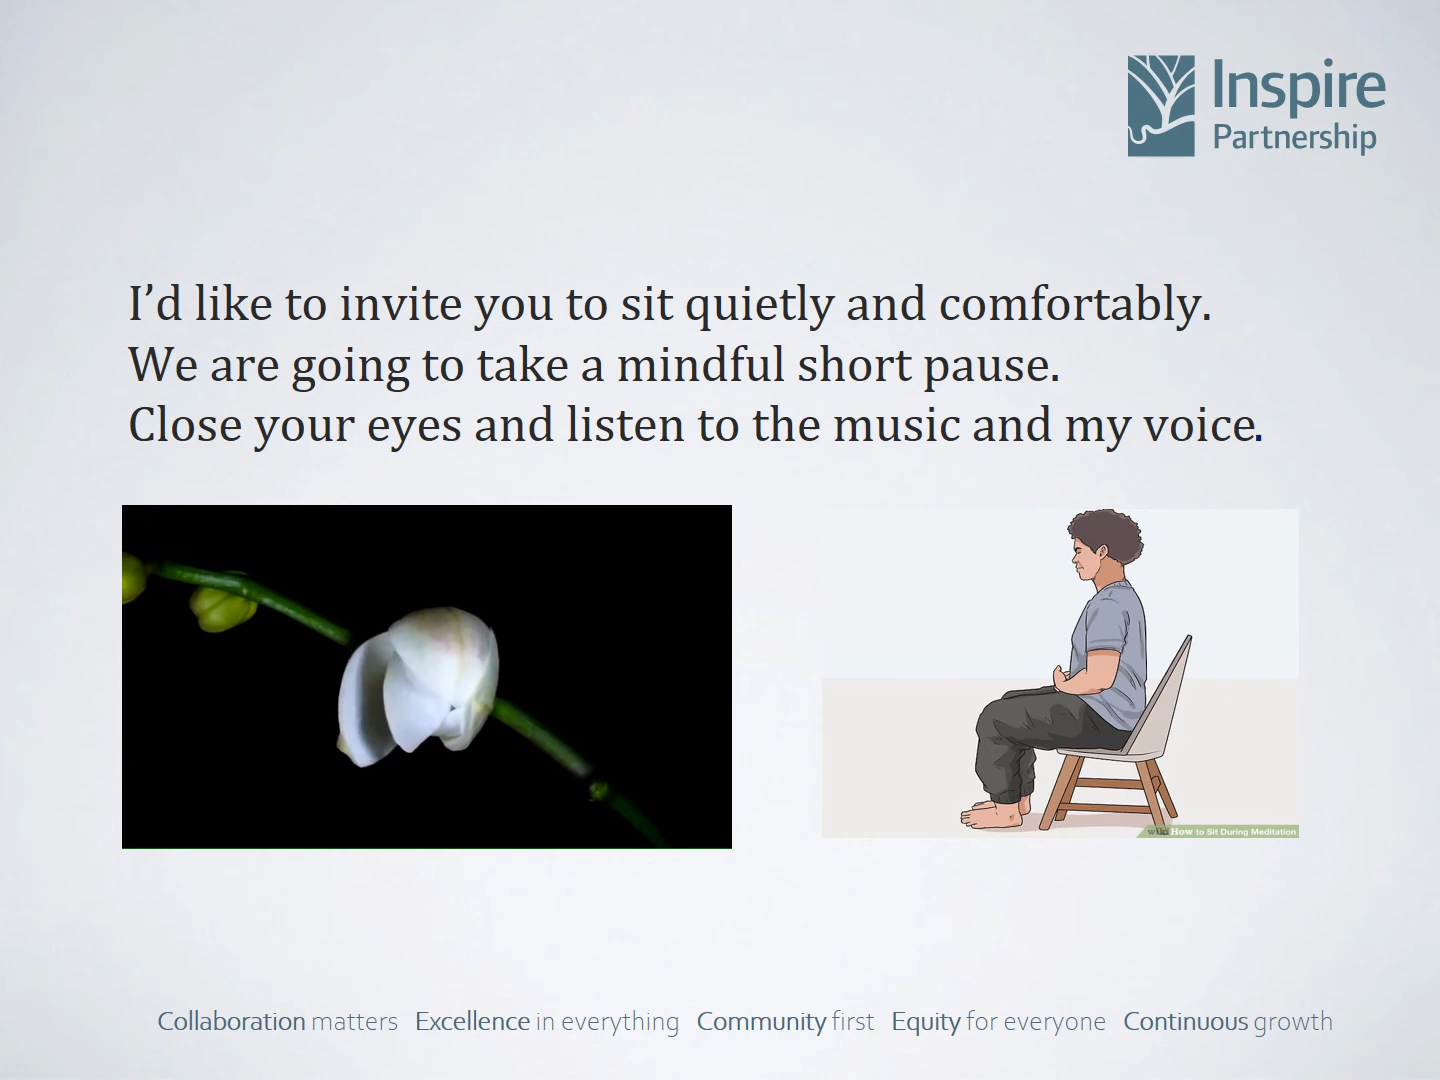 Inspire
Partnership
I’d like to invite you to sit quietly and comfortably.
We are going to take a mindful short pause.
Close your eyes and listen to the music and my voice.
wikiHow to Sit During Meditation
Collaboration matters Excellence in everything Community first Equity for everyone Continuous growth